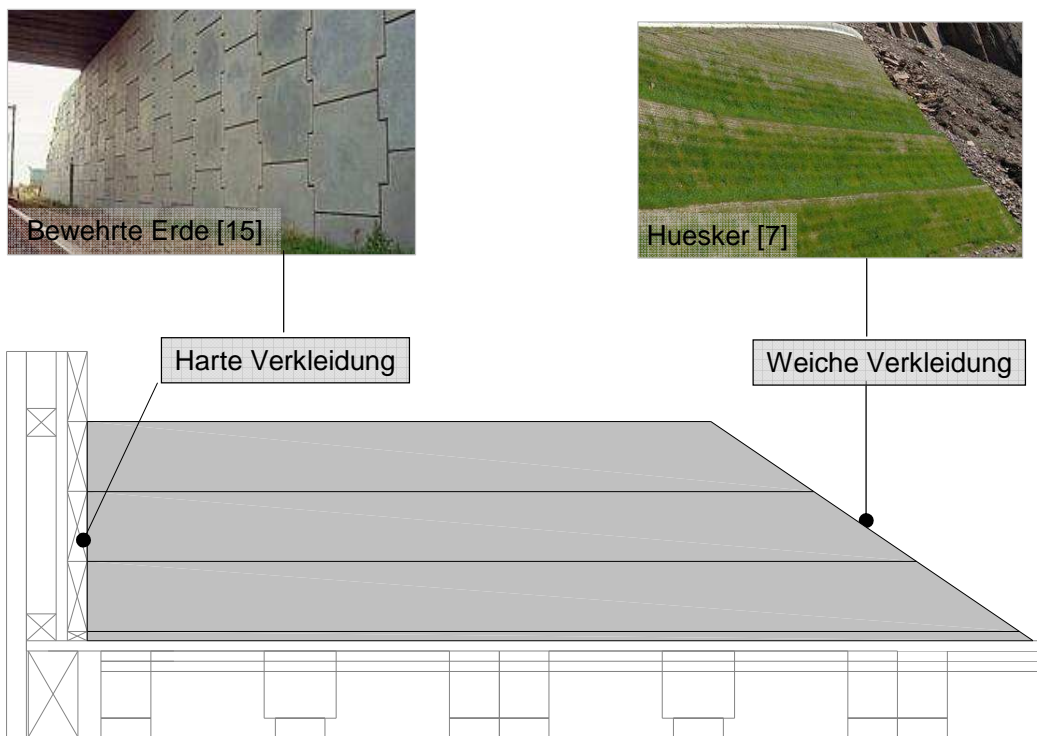 Bewehrte Erde [15]
Huesker [7]
Harte Verkleidung
Weiche Verkleidung